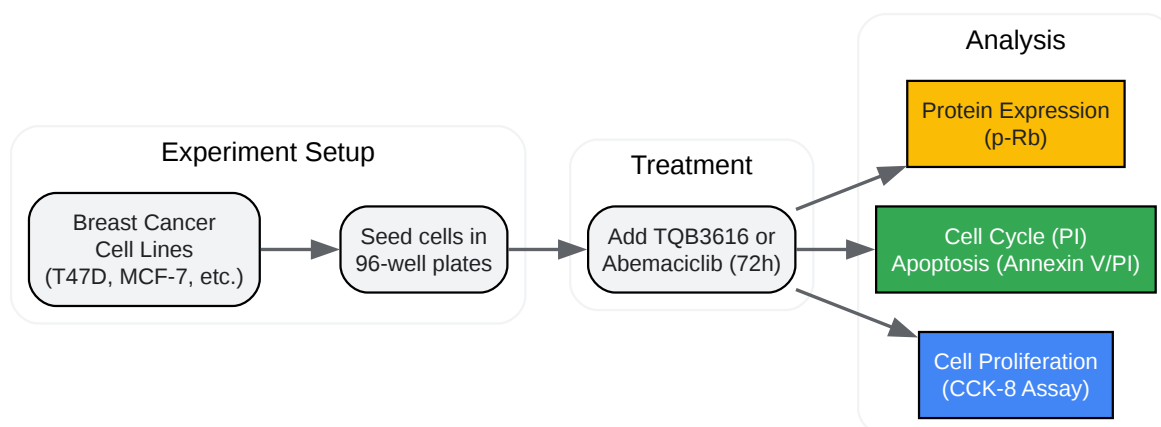 Experiment Setup
Breast Cancer
Cell Lines
(T47D, MCF-7, etc.)
Seed cells in
96-well plates
Treatment
Add TQB3616 or
Abemaciclib (72h)
Analysis
Protein Expression
(p-Rb)
Cell Cycle (PI)
Apoptosis (Annexin V/PI)
Cell Proliferation
(CCK-8 Assay)